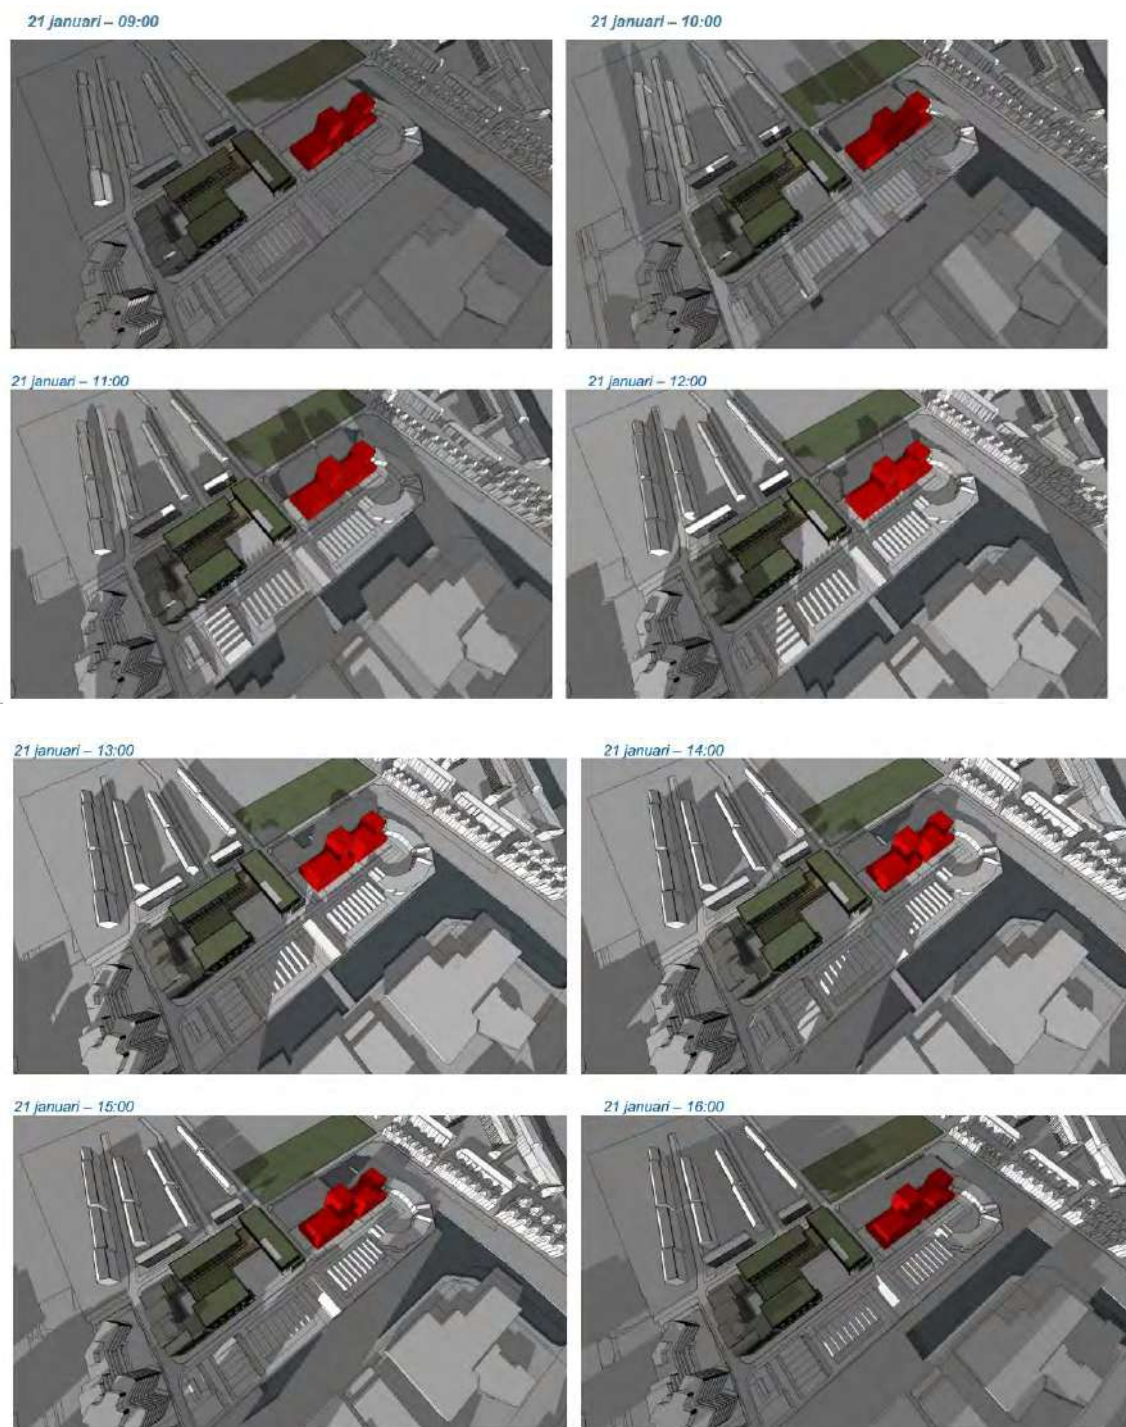 21 januari – 09:00
21 januari – 10:00
21 januari – 11:00
21 januari – 12:00
21 januari – 13:00
21 januari – 14:00
21 januari – 15:00
21 januari – 16:00